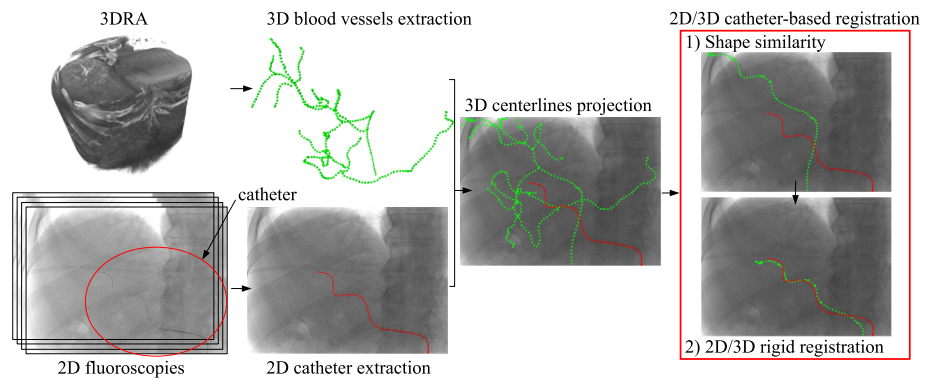 3DRA
3D blood vessels extraction
2D/3D catheter-based registration
1) Shape similarity
3D centerlines projection
catheter
2D fluoroscopies
2D catheter extraction
2) 2D/3D rigid registration